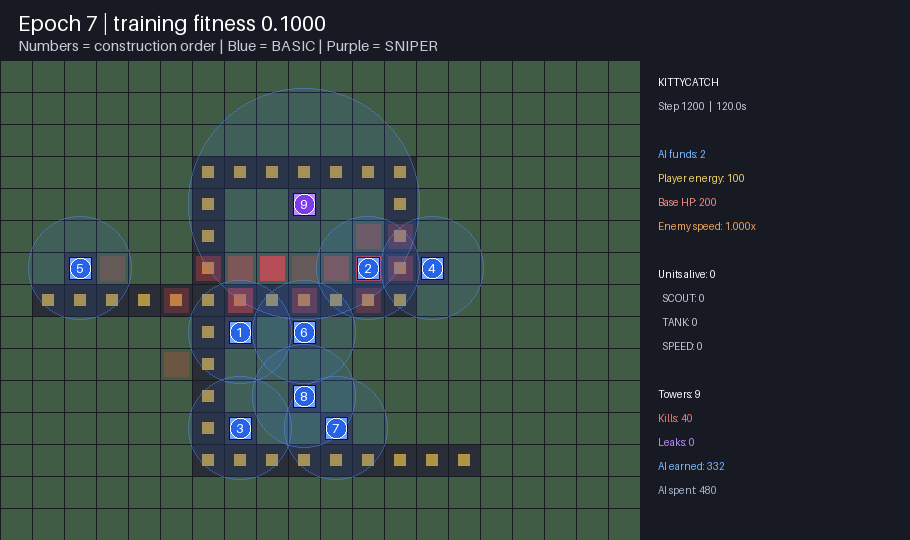 Epoch 7 | training fitness 0.1000
Numbers = construction order | Blue = BASIC | Purple = SNIPER
KITTYCATCH
Step 1200 | 120.0s
AI funds: 2
Player energy: 100
Base HP: 200
Enemy speed: 1.000x
Units alive: 0
SCOUT: 0
TANK: 0
SPEED: 0
Towers: 9
Kills: 40
Leaks: 0
AI earned: 332
AI spent: 480
9
5
2
4
1
6
8
3
7